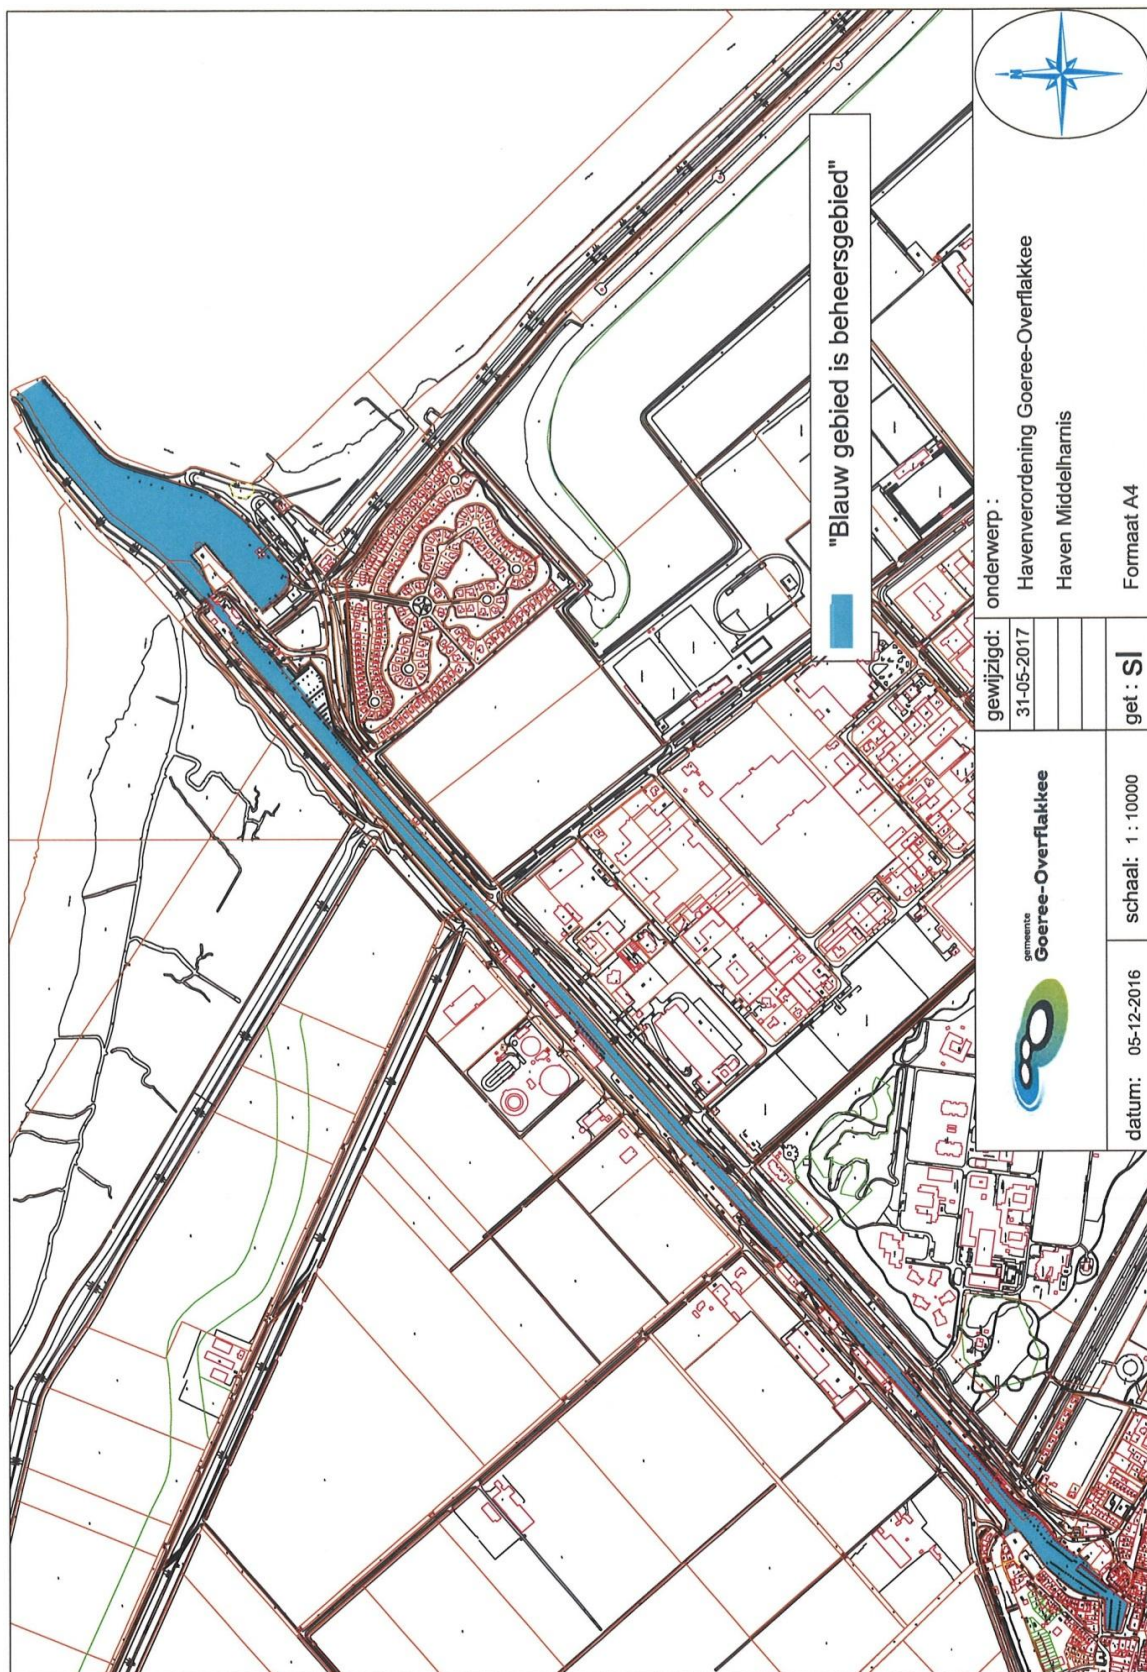 "Blauw gebied is beheersgebied"
N
gemeente
Goeree-Overflakkee
gewijzigd:
31-05-2017
onderwerp :
Havenverordening Goeree-Overflakkee
Haven Middelharnis
datum: 05-12-2016
schaal: 1 : 10000
get : Sl
Formaat A4